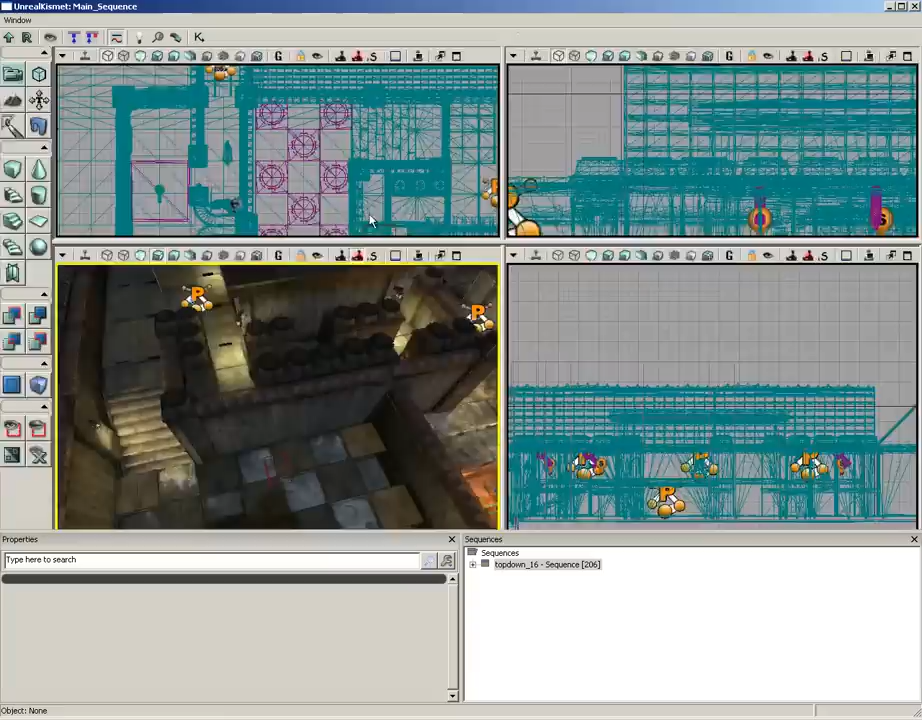 UnrealKismet: Main_Sequence
Window
R
K
G
S
G
S
P
G
S
G
S
P
P
P
P
P
P
Properties
Sequences
Type here to search
Sequences
topdown_16 - Sequence [206]
Object: None